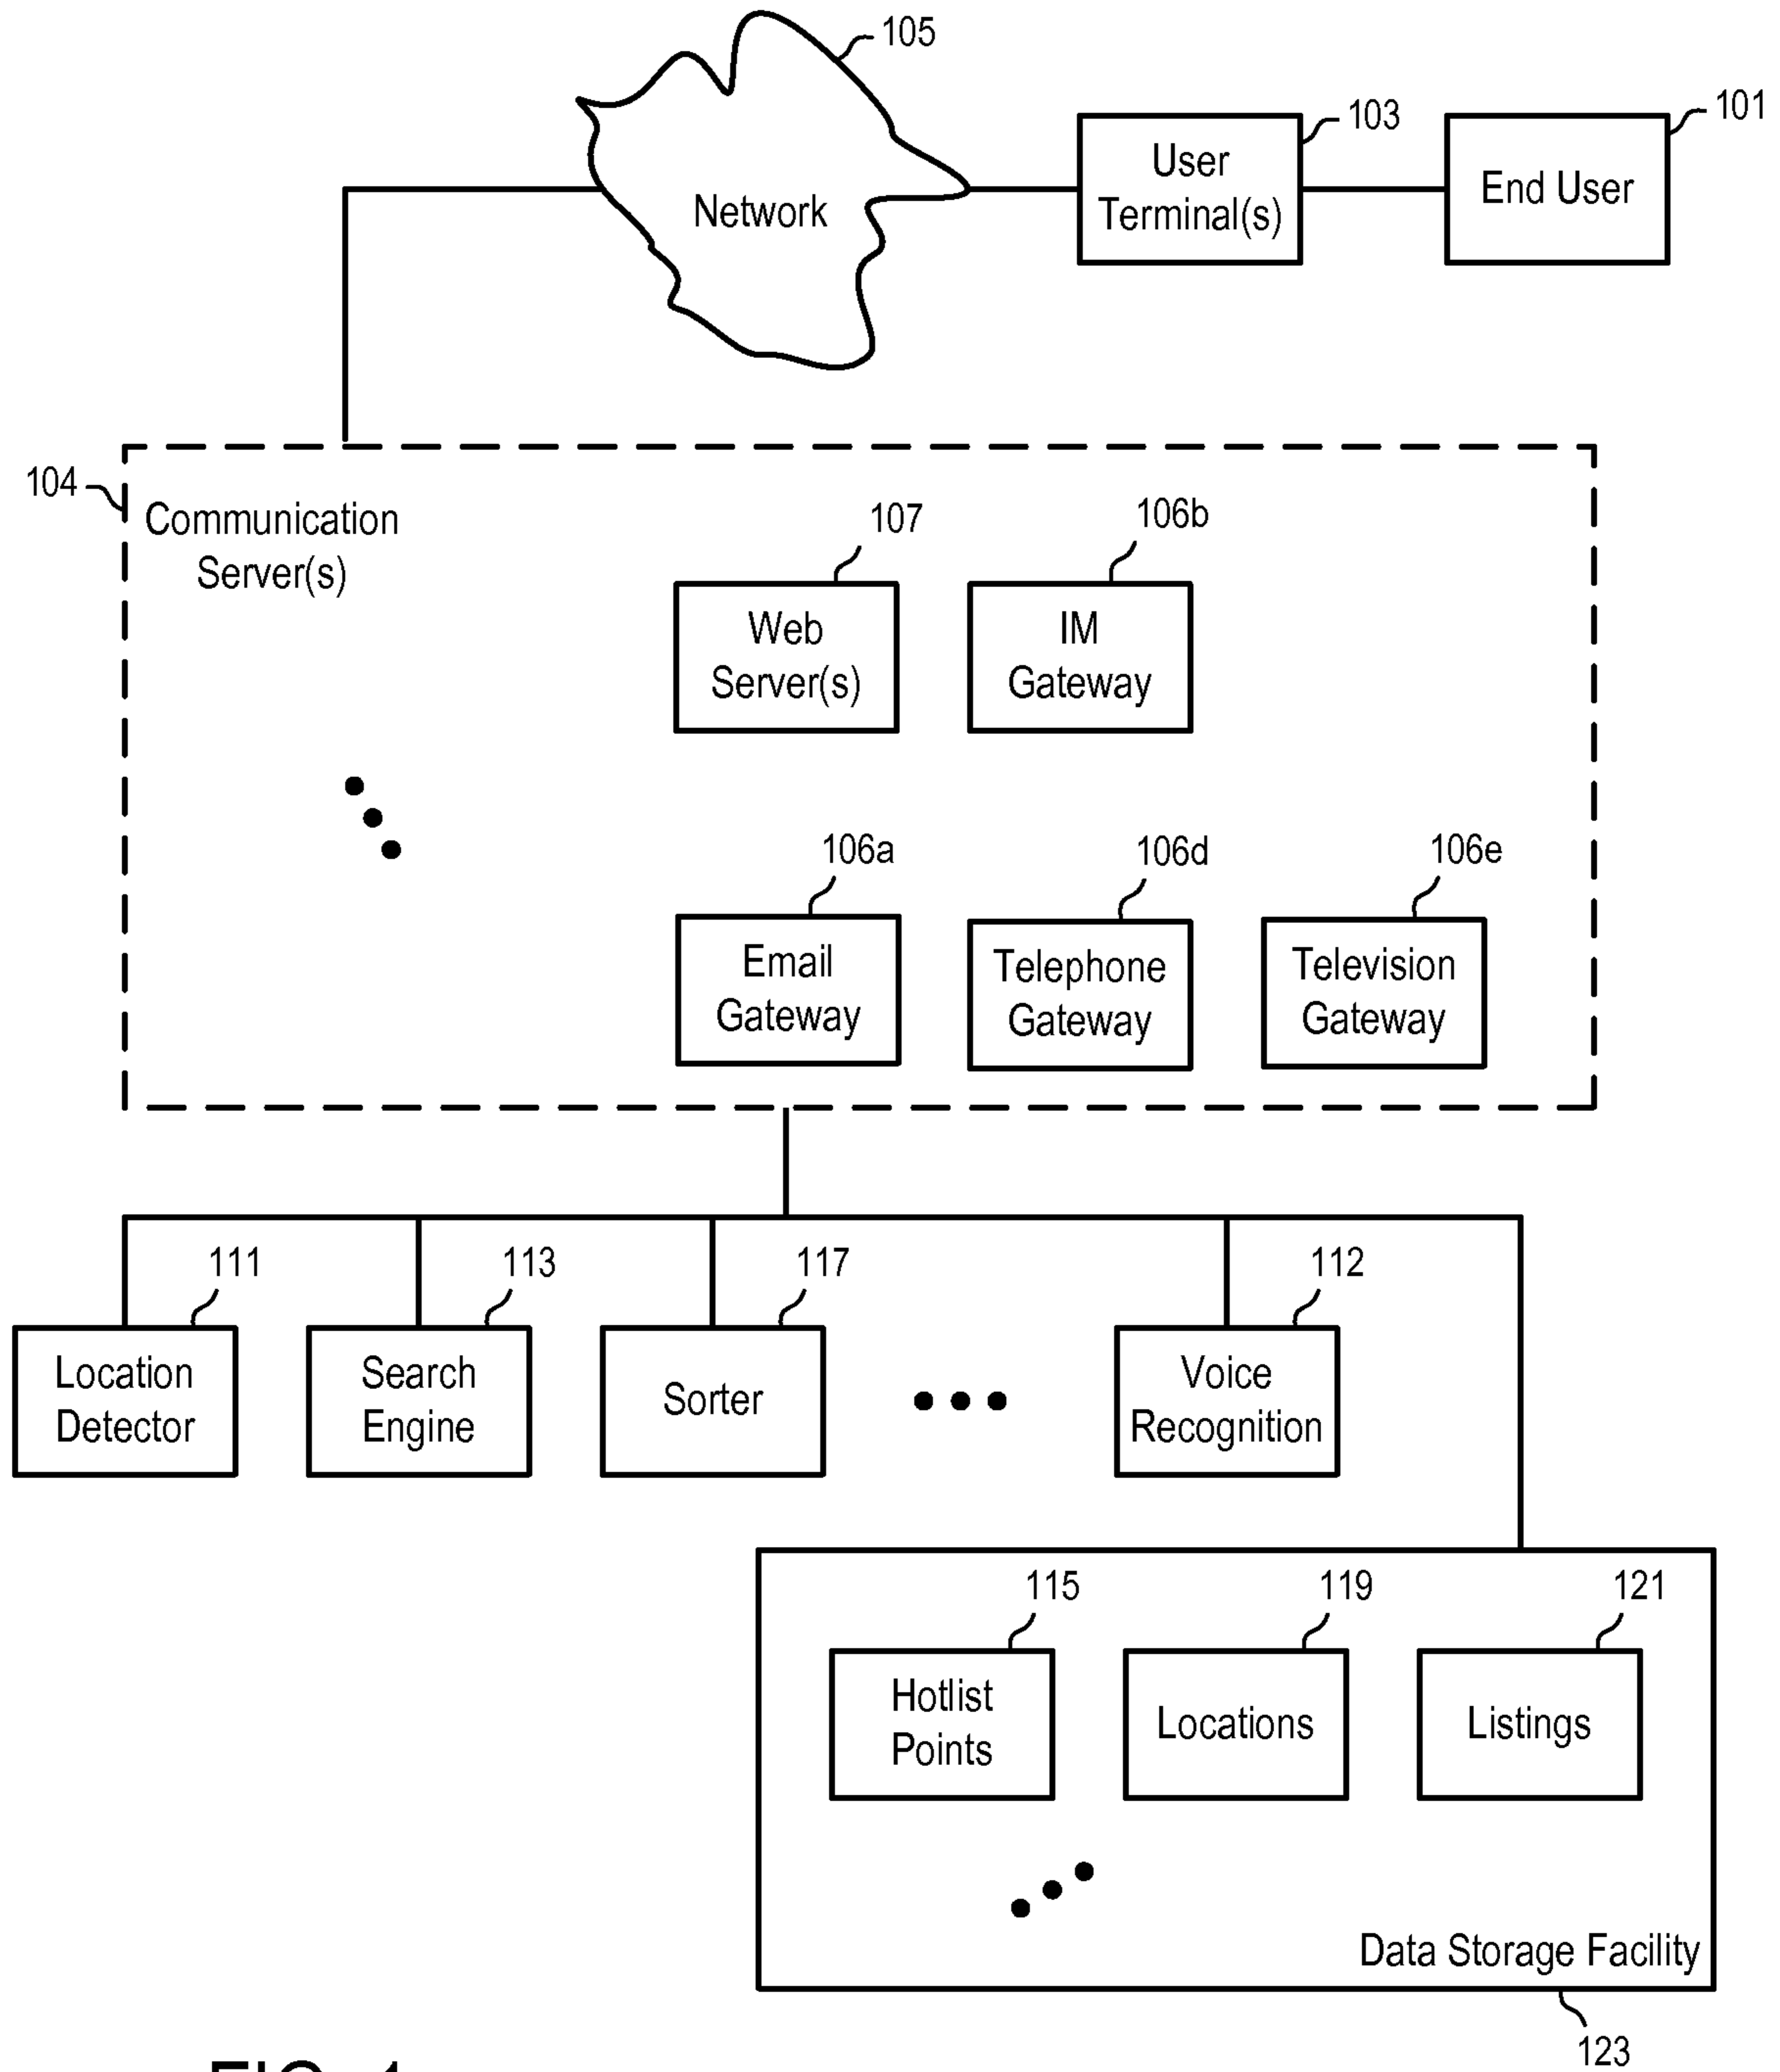 105
103
101
User
Terminal(s)
End User
Network
104
Communication
Server(s)
107
106b
Web
Server(s)
IM
Gateway
106a
106d
106e
Email
Gateway
Telephone
Gateway
Television
Gateway
111
113
117
112
Location
Detector
Search
Engine
Sorter
Voice
Recognition
115
119
121
Hotlist
Points
Locations
Listings
Data Storage Facility
123
FIG. 1